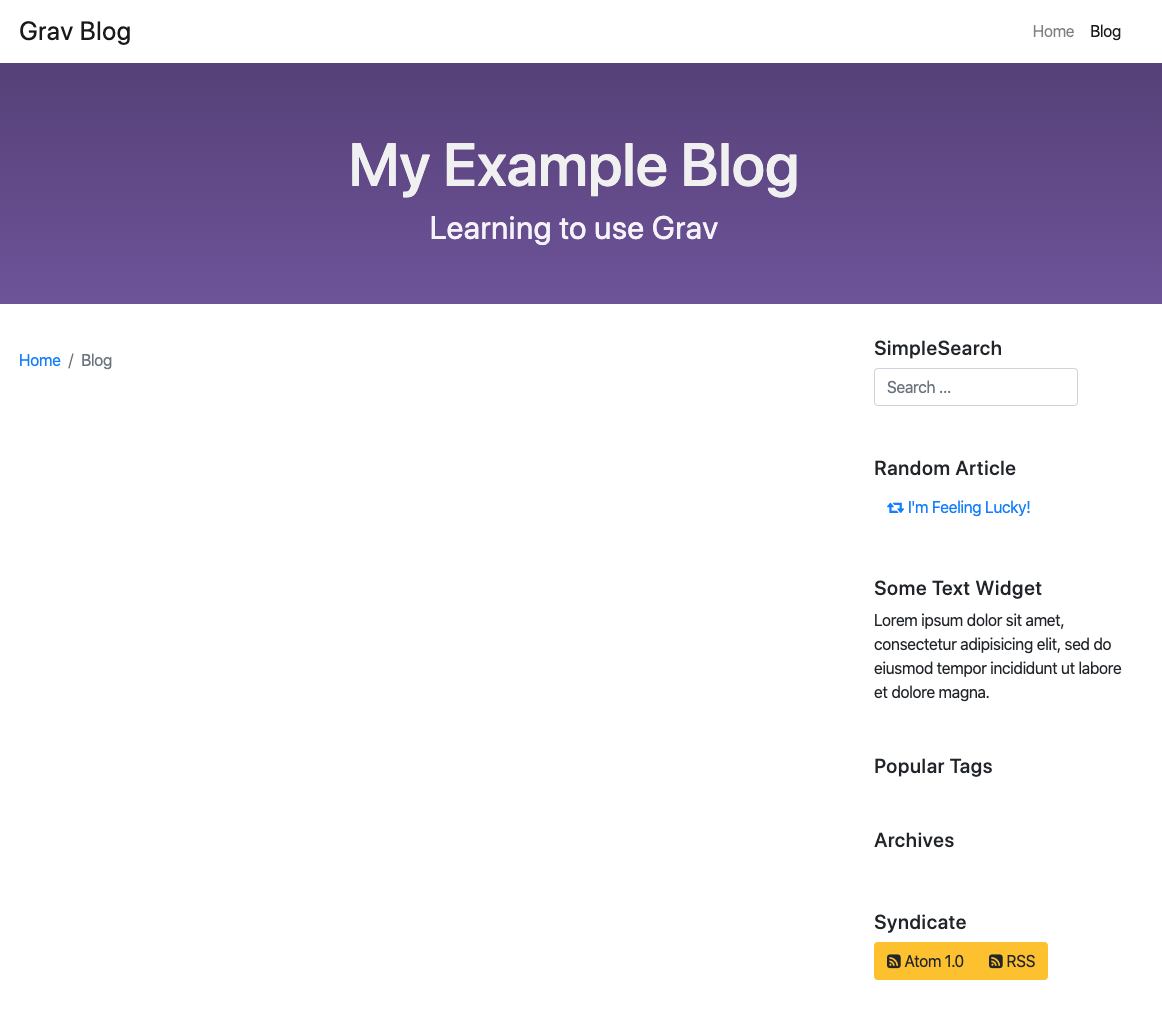 Grav Blog
Home Blog
My Example Blog
Learning to use Grav
Home / Blog
SimpleSearch
Search ...
Random Article
I'm Feeling Lucky!
Some Text Widget
Lorem ipsum dolor sit amet,
consectetur adipisicing elit, sed do
eiusmod tempor incididunt ut labore
et dolore magna.
Popular Tags
Archives
Syndicate
Atom 1.0 RSS